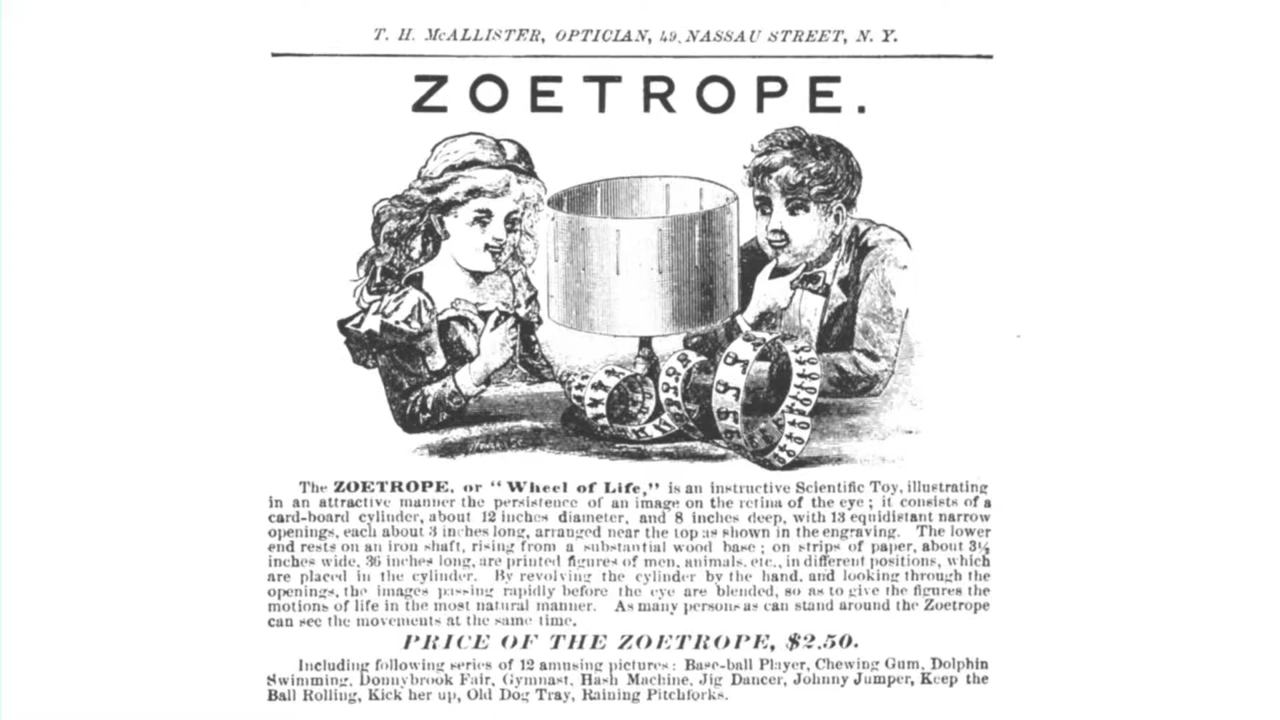 T. H. McALLISTER, OPTICIAN, 49, NASSAU STREET, N. Y.
ZOETROPE.
The ZOETROPE, or "Wheel of Life," is an instructive Scientific Toy, illustrating
in an attractive manner the persistence of an image on the retina of the eye; it consists of a
card-board cylinder, about 12 inches diameter, and 8 inches deep, with 13 equidistant narrow
openings, each about 3 inches long, arranged near the top as shown in the engraving. The lower
end rests on an iron shaft, rising from a substantial wood base; on strips of paper, about 3½
inches wide, 36 inches long, are printed figures of men, animals, etc., in different positions, which
are placed in the cylinder. By revolving the cylinder by the hand, and looking through the
openings, the images passing rapidly before the eye are blended, so as to give the figures the
motions of life in the most natural manner. As many persons as can stand around the Zoetrope
can see the movements at the same time.
PRICE OF THE ZOETROPE, $2.50.
Including following series of 12 amusing pictures: Base-ball Player, Chewing Gum, Dolphin
Swimming, Donnybrook Fair, Gymnast, Hash Machine, Jig Dancer, Johnny Jumper, Keep the
Ball Rolling, Kick her up, Old Dog Tray, Raining Pitchforks.